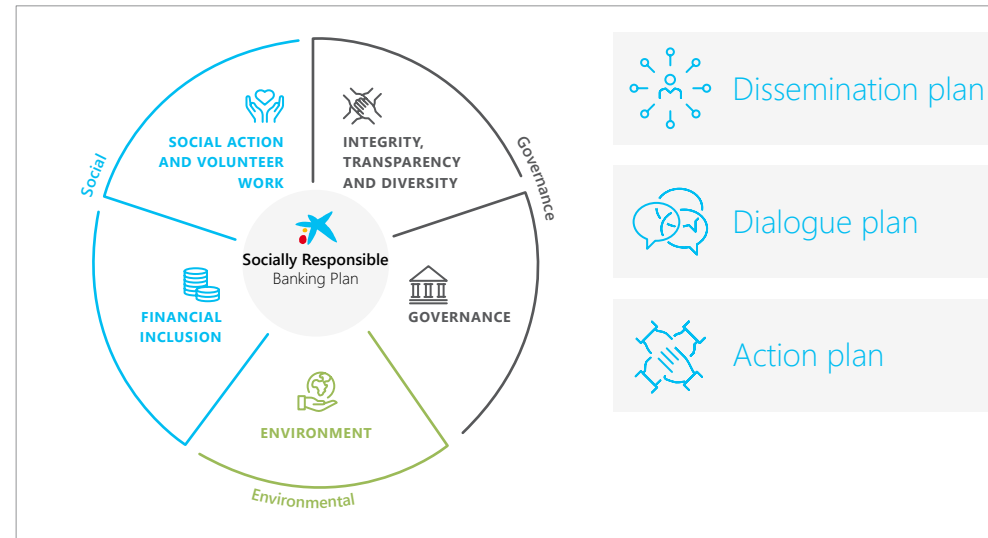 Social
SOCIAL ACTION
AND VOLUNTEER
WORK
INTEGRITY,
TRANSPARENCY
AND DIVERSITY
Governance
Socially Responsible
Banking Plan
FINANCIAL
INCLUSION
GOVERNANCE
ENVIRONMENT
Environmental
Dissemination plan
Dialogue plan
Action plan